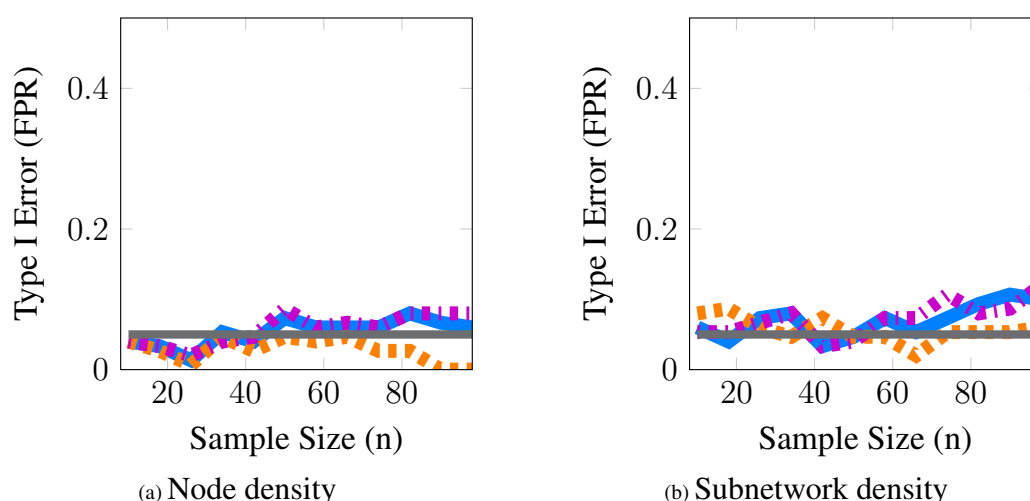 Type I Error (FPR)
0.4
0.2
0
20 40 60 80
Sample Size (n)
(a) Node density
Type I Error (FPR)
0.4
0.2
0
20 40 60 80
Sample Size (n)
(b) Subnetwork density